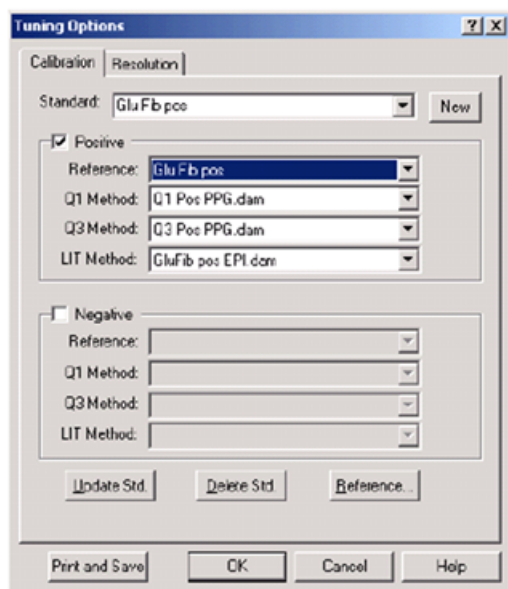 Tuning Options
Calibration Resolution
Standard: Glu Fib pos New
Positive
Reference: Glu Fib pos
Q1 Method: Q1 Pos PPG.dam
Q3 Method: Q3 Pos PPG.dam
LIT Method: GluFib pos EPI.dam
Negative
Reference:
Q1 Method:
Q3 Method:
LIT Method:
Update Std. Delete Std. Reference...
Print and Save OK Cancel Help